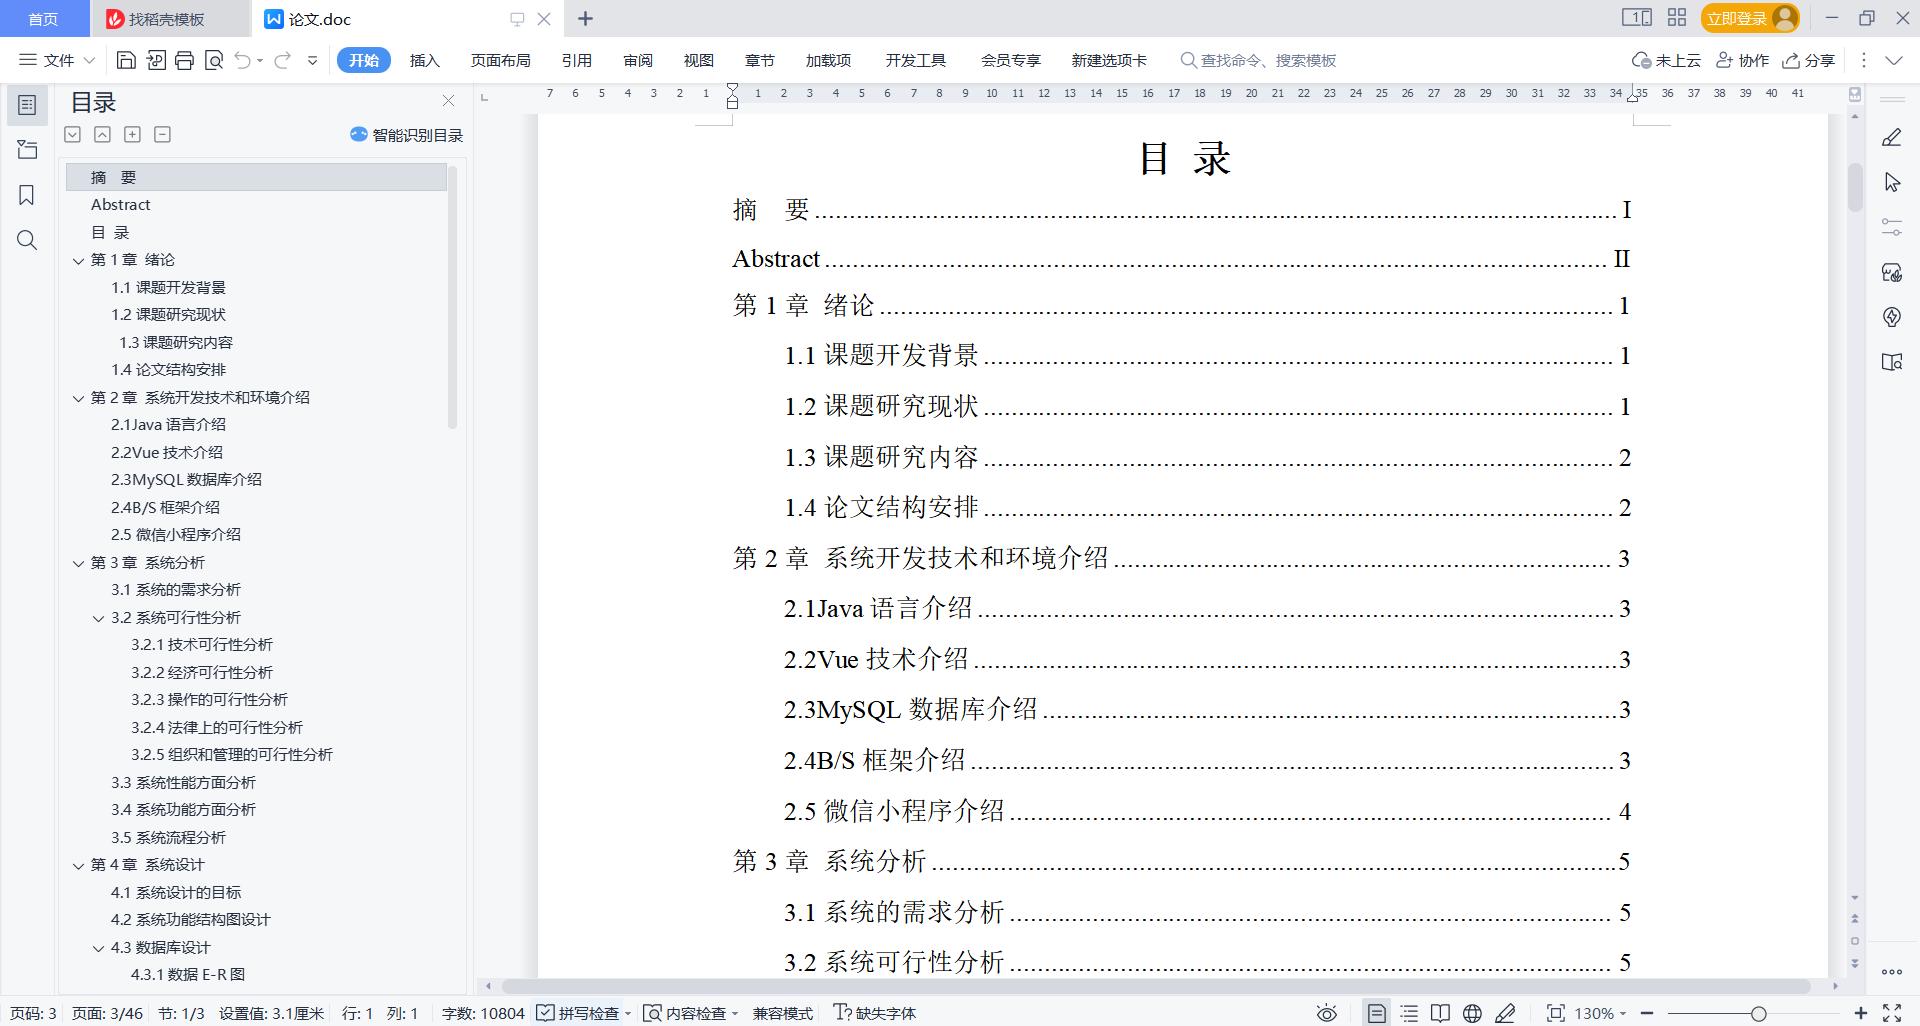 首页
找稻壳模板
论文.doc
立即登录
文件
开始
插入
页面布局
引用
审阅
视图
章节
加载项
开发工具
会员专享
新建选项卡
查找命令、搜索模板
未上云
协作
分享
目录
智能识别目录
摘 要
Abstract
目 录
第 1 章 绪论
1.1 课题开发背景
1.2 课题研究现状
1.3 课题研究内容
1.4 论文结构安排
第 2 章 系统开发技术和环境介绍
2.1Java 语言介绍
2.2Vue 技术介绍
2.3MySQL 数据库介绍
2.4B/S 框架介绍
2.5 微信小程序介绍
第 3 章 系统分析
3.1 系统的需求分析
3.2 系统可行性分析
3.2.1 技术可行性分析
3.2.2 经济可行性分析
3.2.3 操作的可行性分析
3.2.4 法律上的可行性分析
3.2.5 组织和管理的可行性分析
3.3 系统性能方面分析
3.4 系统功能方面分析
3.5 系统流程分析
第 4 章 系统设计
4.1 系统设计的目标
4.2 系统功能结构图设计
4.3 数据库设计
4.3.1 数据 E-R 图
7 6 5 4 3 2 1 1 2 3 4 5 6 7 8 9 10 11 12 13 14 15 16 17 18 19 20 21 22 23 24 25 26 27 28 29 30 31 32 33 34 35 36 37 38 39 40 41
目 录
摘 要 I
Abstract II
第 1 章 绪论 1
1.1 课题开发背景 1
1.2 课题研究现状 1
1.3 课题研究内容 2
1.4 论文结构安排 2
第 2 章 系统开发技术和环境介绍 3
2.1Java 语言介绍 3
2.2Vue 技术介绍 3
2.3MySQL 数据库介绍 3
2.4B/S 框架介绍 3
2.5 微信小程序介绍 4
第 3 章 系统分析 5
3.1 系统的需求分析 5
3.2 系统可行性分析 5
页码: 3 页面: 3/46 节: 1/3 设置值: 3.1厘米 行: 1 列: 1 字数: 10804 拼写检查 内容检查 兼容模式 缺失字体 130%